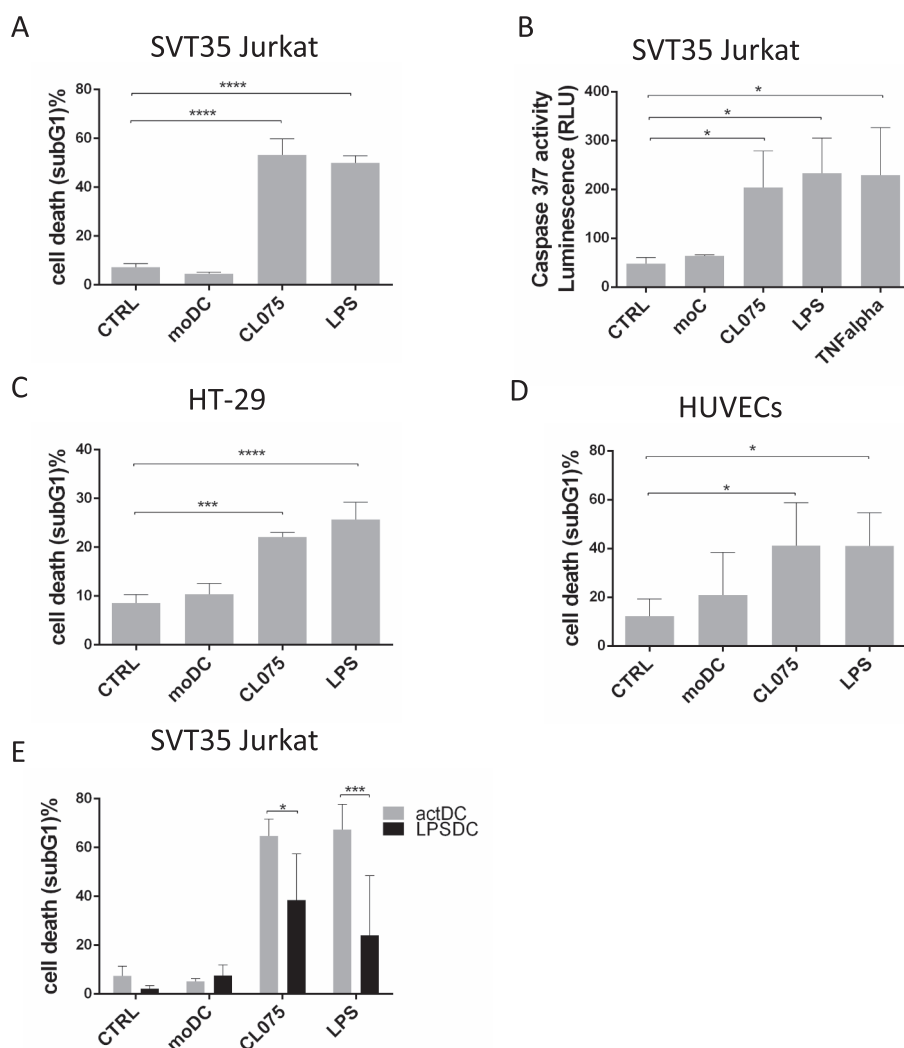 A
SVT35 Jurkat
cell death (subG1)%
80
60
40
20
0
****
****
CTRL
moDC
CL075
LPS
B
SVT35 Jurkat
Caspase 3/7 activity
Luminescence (RLU)
400
300
200
100
0
*
*
*
CTRL
moC
CL075
LPS
TNFalpha
C
HT-29
cell death (subG1)%
40
30
20
10
0
****
***
CTRL
moDC
CL075
LPS
D
HUVECs
cell death (subG1)%
80
60
40
20
0
*
*
CTRL
moDC
CL075
LPS
E
SVT35 Jurkat
cell death (subG1)%
80
60
40
20
0
*
***
actDC
LPSDC
CTRL
moDC
CL075
LPS